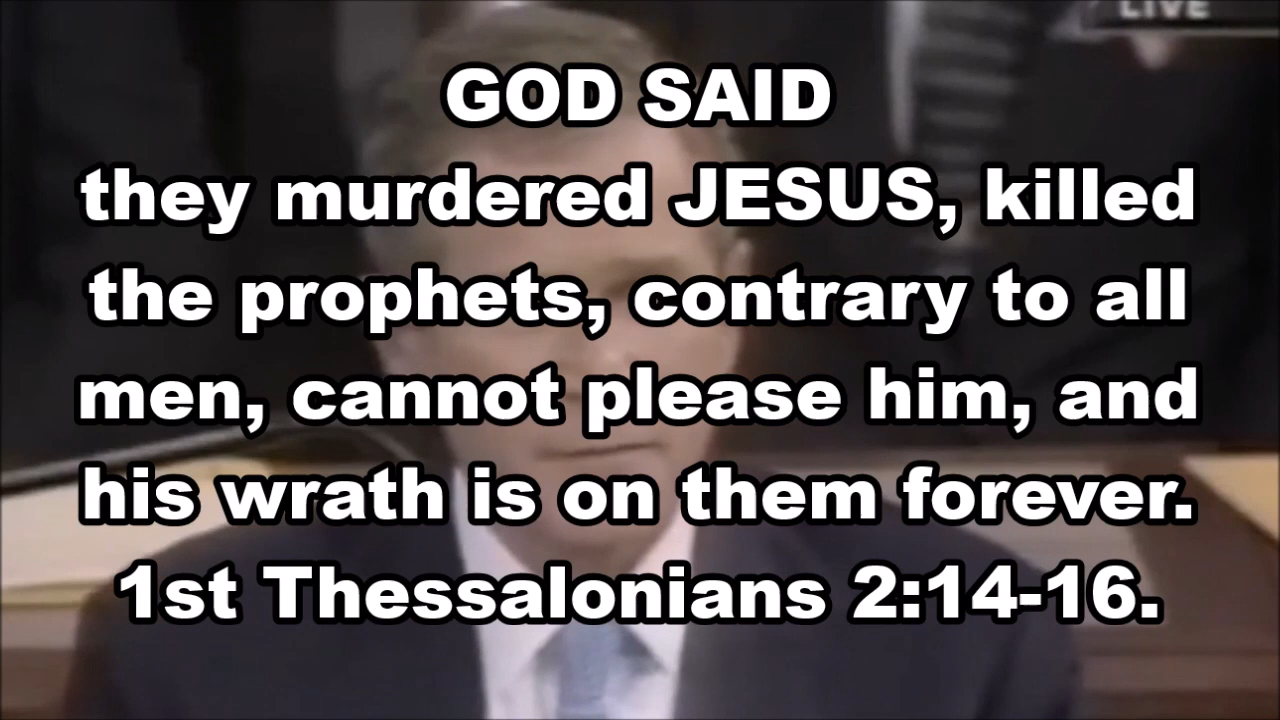 LIVE
GOD SAID
they murdered JESUS, killed
the prophets, contrary to all
men, cannot please him, and
his wrath is on them forever.
1st Thessalonians 2:14-16.